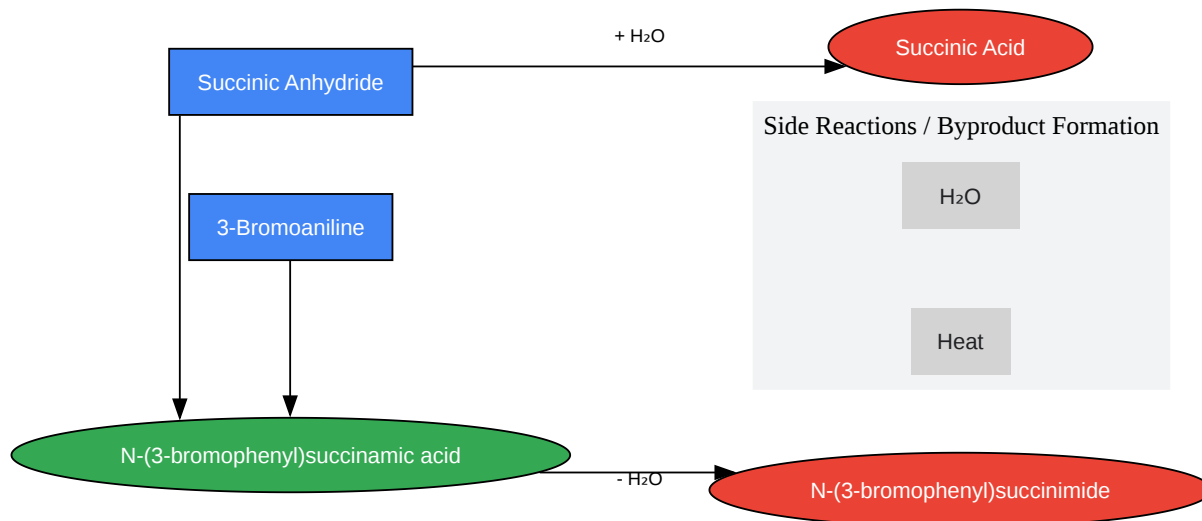 + H₂O
Succinic Acid
Succinic Anhydride
Side Reactions / Byproduct Formation
H₂O
3-Bromoaniline
Heat
N-(3-bromophenyl)succinamic acid
- H₂O
N-(3-bromophenyl)succinimide